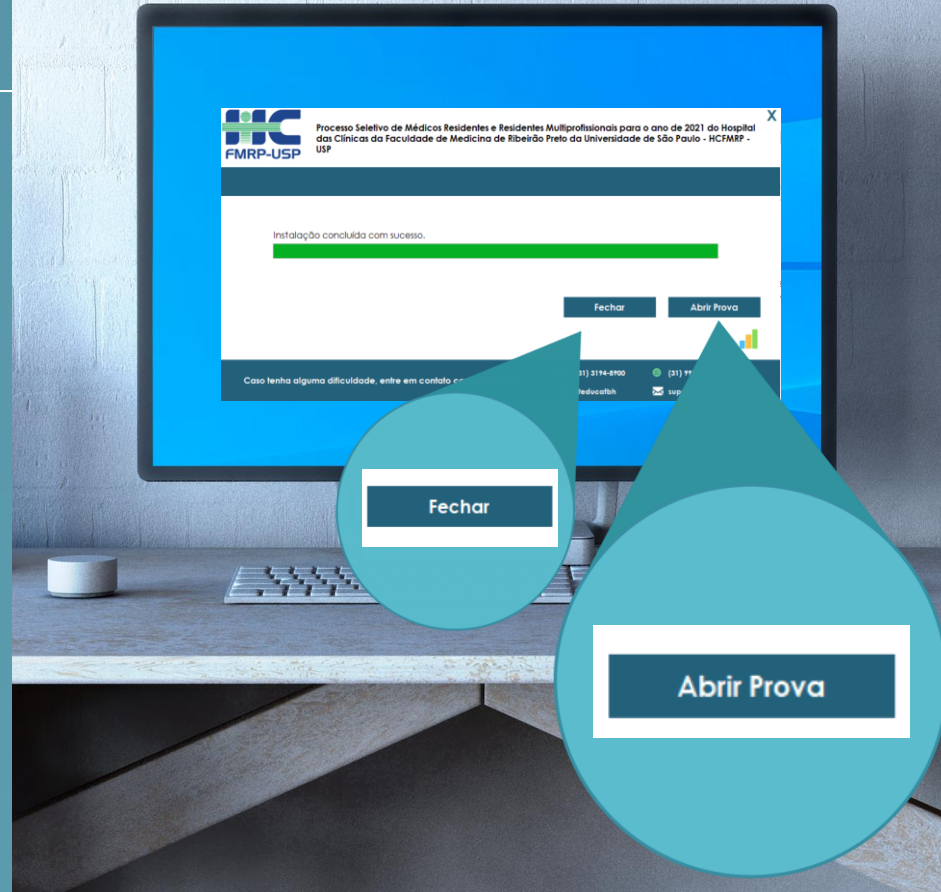 HC
FMRP-USP
X
Processo Seletivo de Médicos Residentes e Residentes Multiprofissionais para o ano de 2021 do Hospital
das Clínicas da Faculdade de Medicina de Ribeirão Preto da Universidade de São Paulo - HCFMRP -
USP
Instalação concluída com sucesso.
Fechar
Abrir Prova
Caso tenha alguma dificuldade, entre em contato
31) 3194-8900
(31)
educatbh
Fechar
Abrir Prova